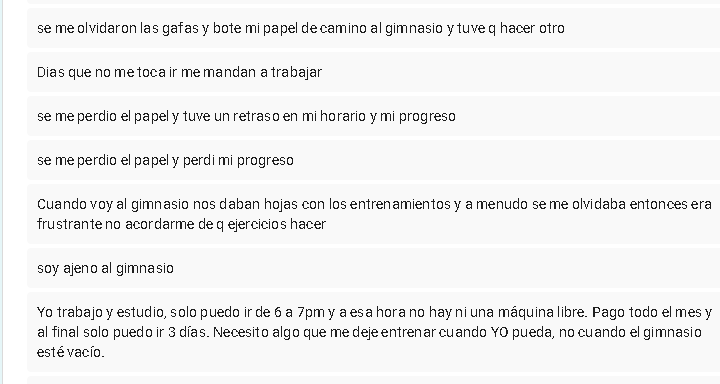 se me olvidaron las gafas y bote mi papel de camino al gimnasio y tuve q hacer otro
Dias que no me toca ir me mandan a trabajar
se me perdio el papel y tuve un retraso en mi horario y mi progreso
se me perdio el papel y perdi mi progreso
Cuando voy al gimnasio nos daban hojas con los entrenamientos y a menudo se me olvidaba entonces era
frustrante no acordarme de q ejercicios hacer
soy ajeno al gimnasio
Yo trabajo y estudio, solo puedo ir de 6 a 7pm y a esa hora no hay ni una máquina libre. Pago todo el mes y
al final solo puedo ir 3 días. Necesito algo que me deje entrenar cuando YO pueda, no cuando el gimnasio
esté vacío.